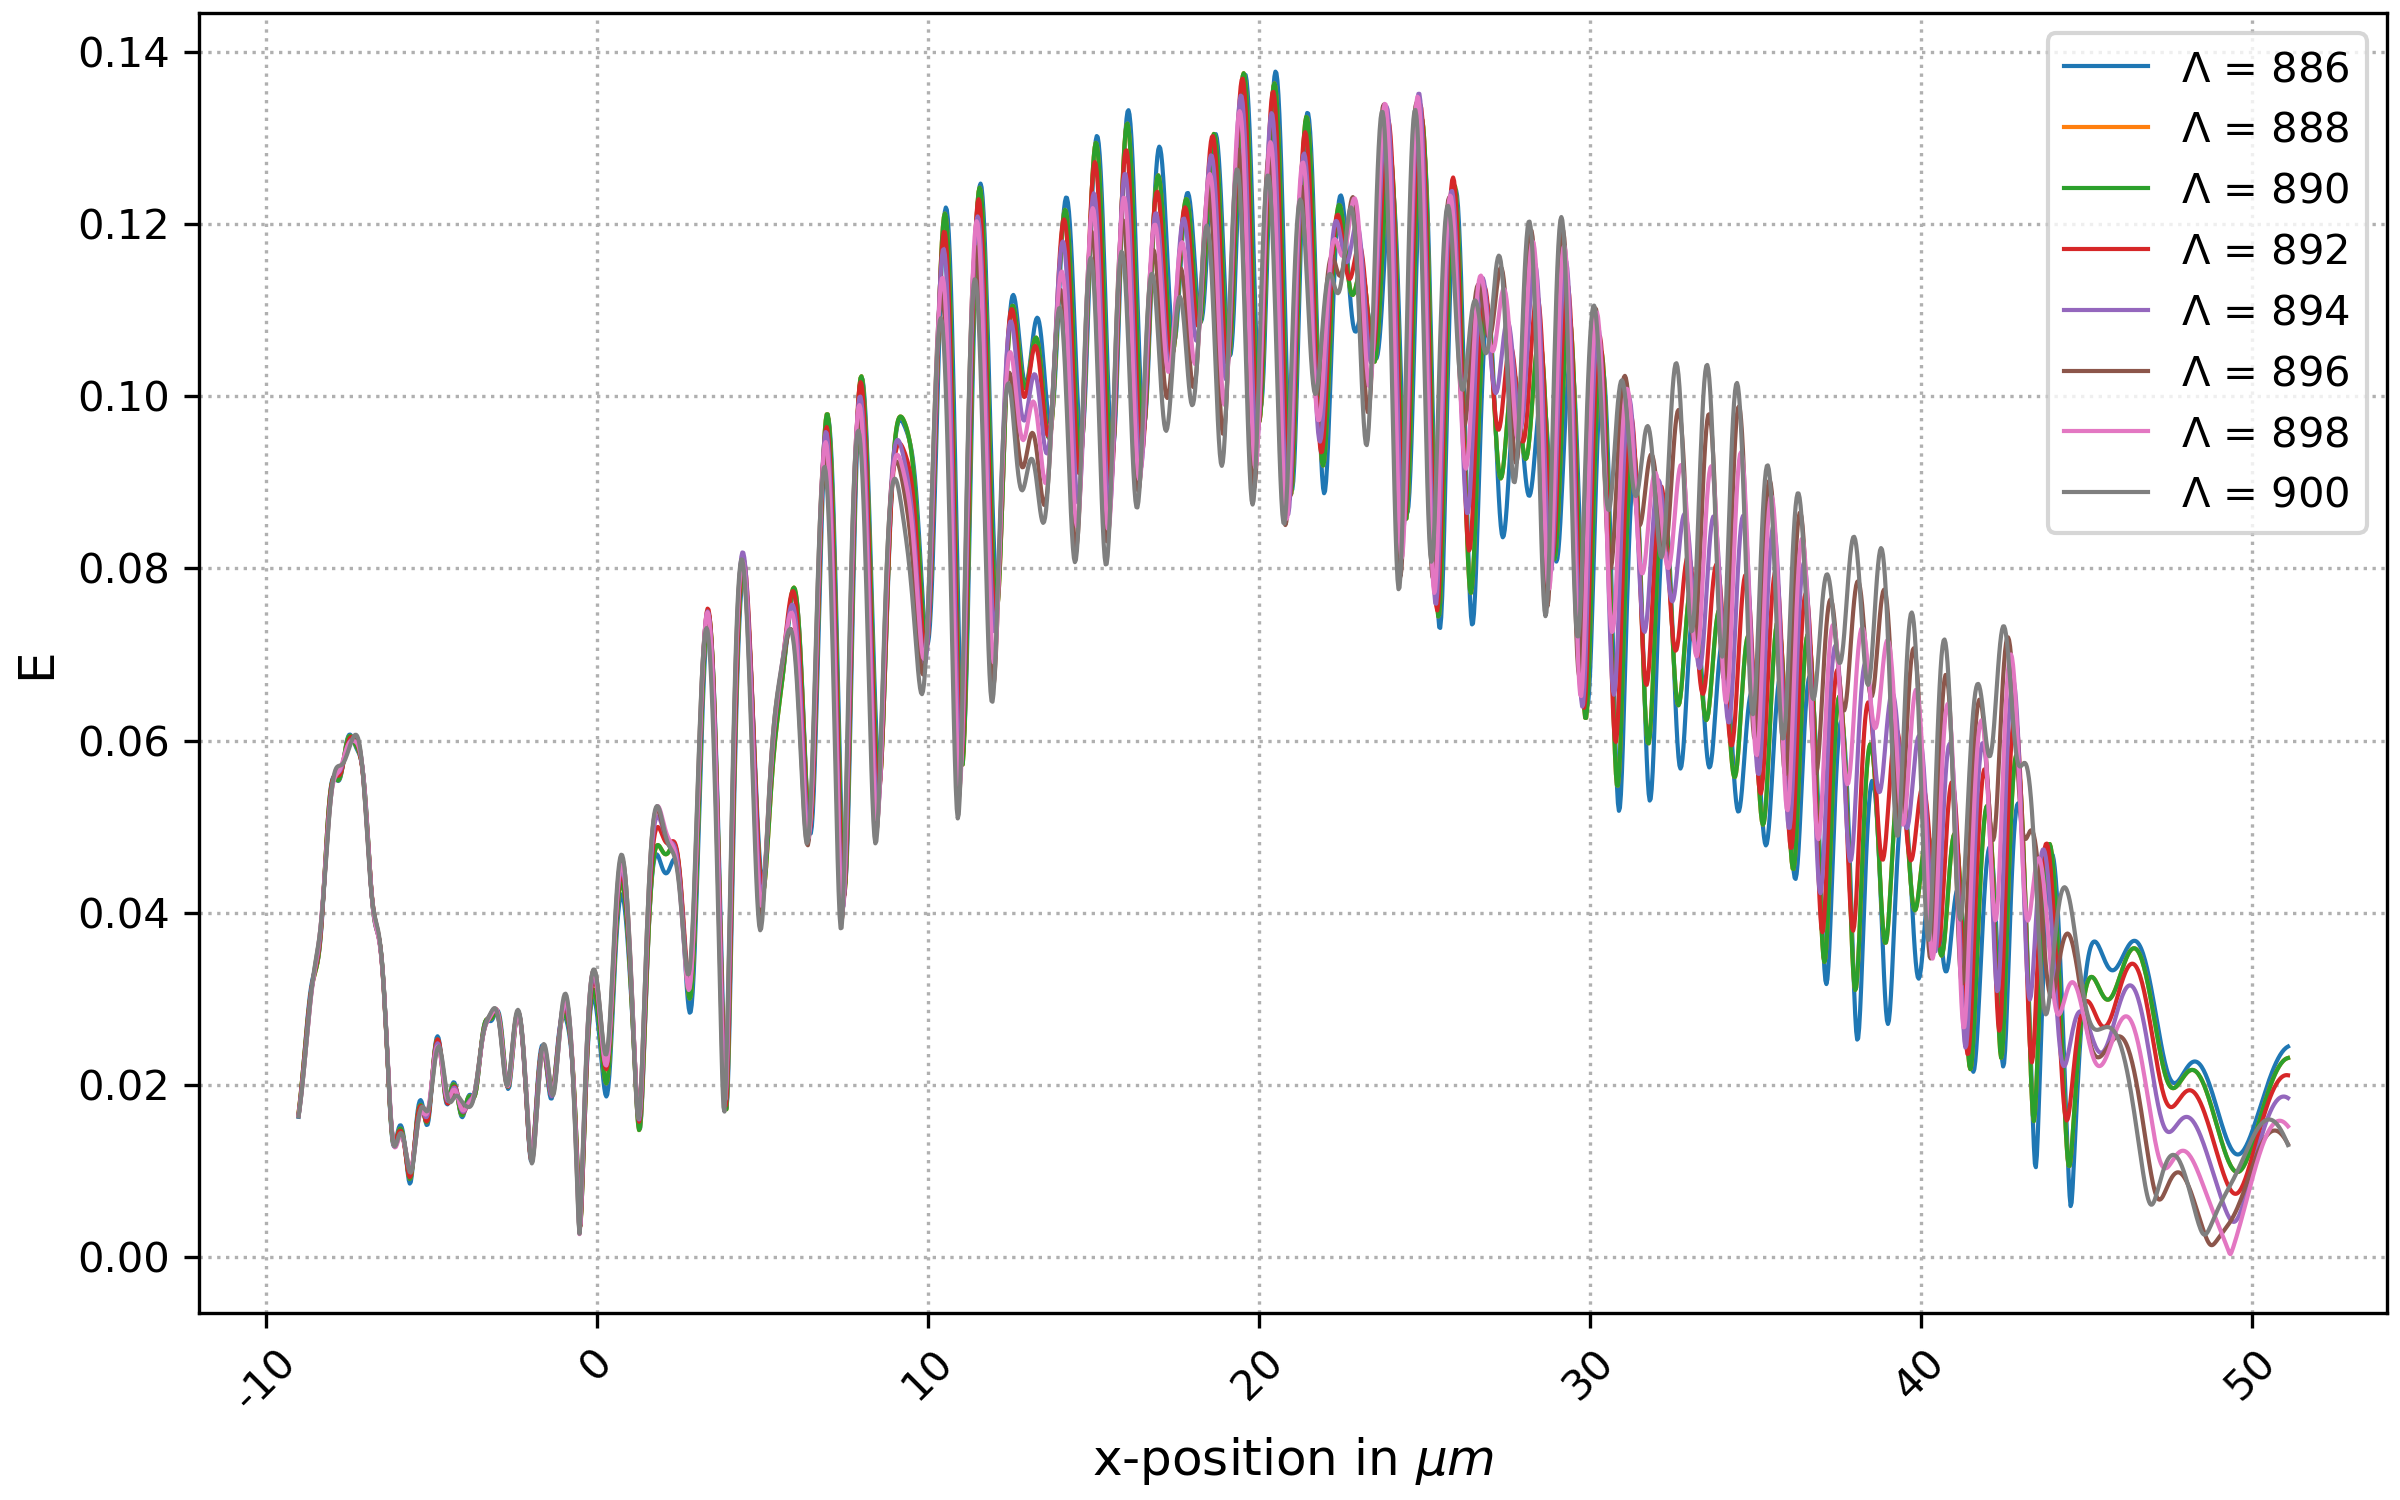 0.14
0.12
0.10
0.08
0.06
0.04
0.02
0.00
E
Λ = 886
Λ = 888
Λ = 890
Λ = 892
Λ = 894
Λ = 896
Λ = 898
Λ = 900
-10 0 10 20 30 40 50
x-position in μm